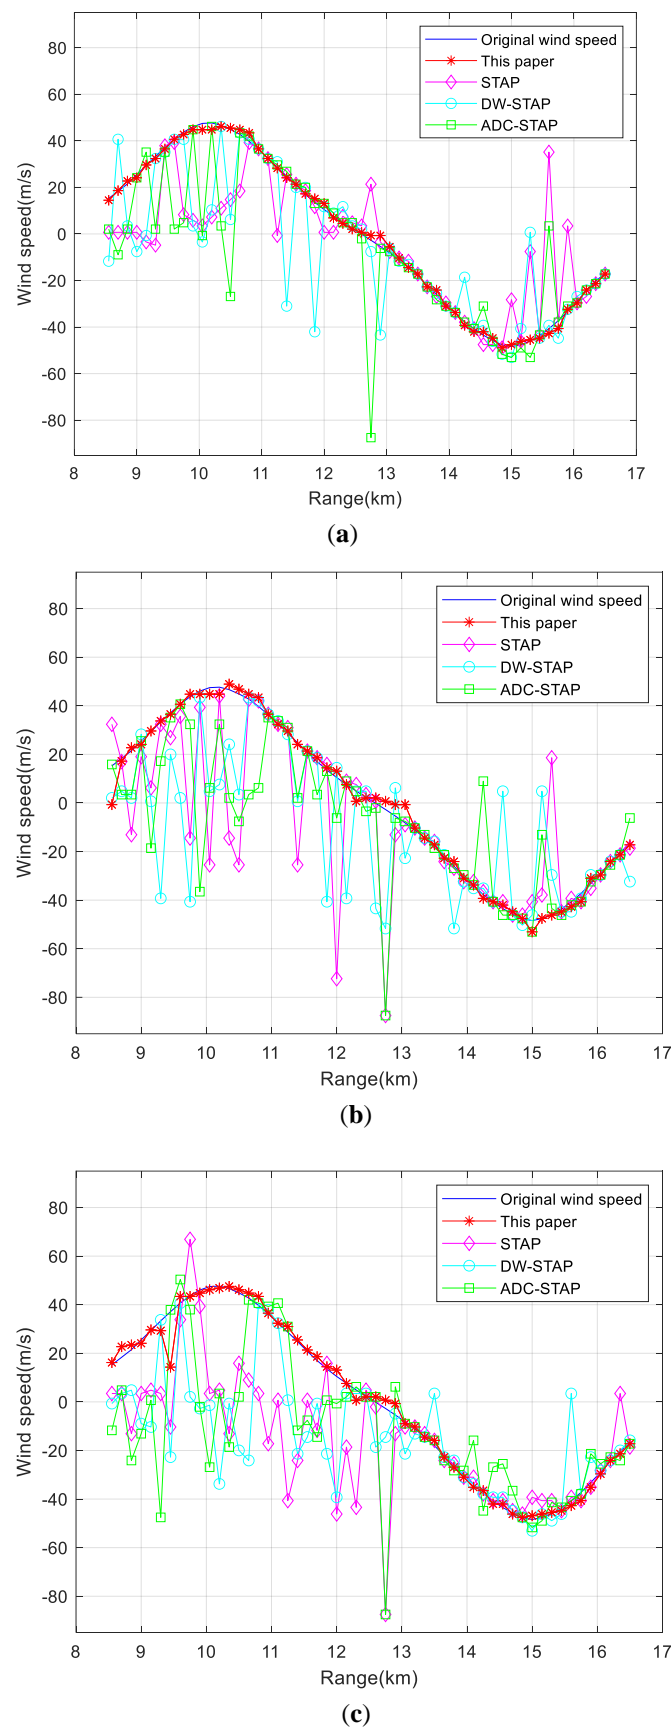 80
60
40
20
0
-20
-40
-60
-80
Wind speed(m/s)
Original wind speed
This paper
STAP
DW-STAP
ADC-STAP
8 9 10 11 12 13 14 15 16 17
Range(km)
(a)
80
60
40
20
0
-20
-40
-60
-80
Wind speed(m/s)
Original wind speed
This paper
STAP
DW-STAP
ADC-STAP
8 9 10 11 12 13 14 15 16 17
Range(km)
(b)
80
60
40
20
0
-20
-40
-60
-80
Wind speed(m/s)
Original wind speed
This paper
STAP
DW-STAP
ADC-STAP
8 9 10 11 12 13 14 15 16 17
Range(km)
(c)